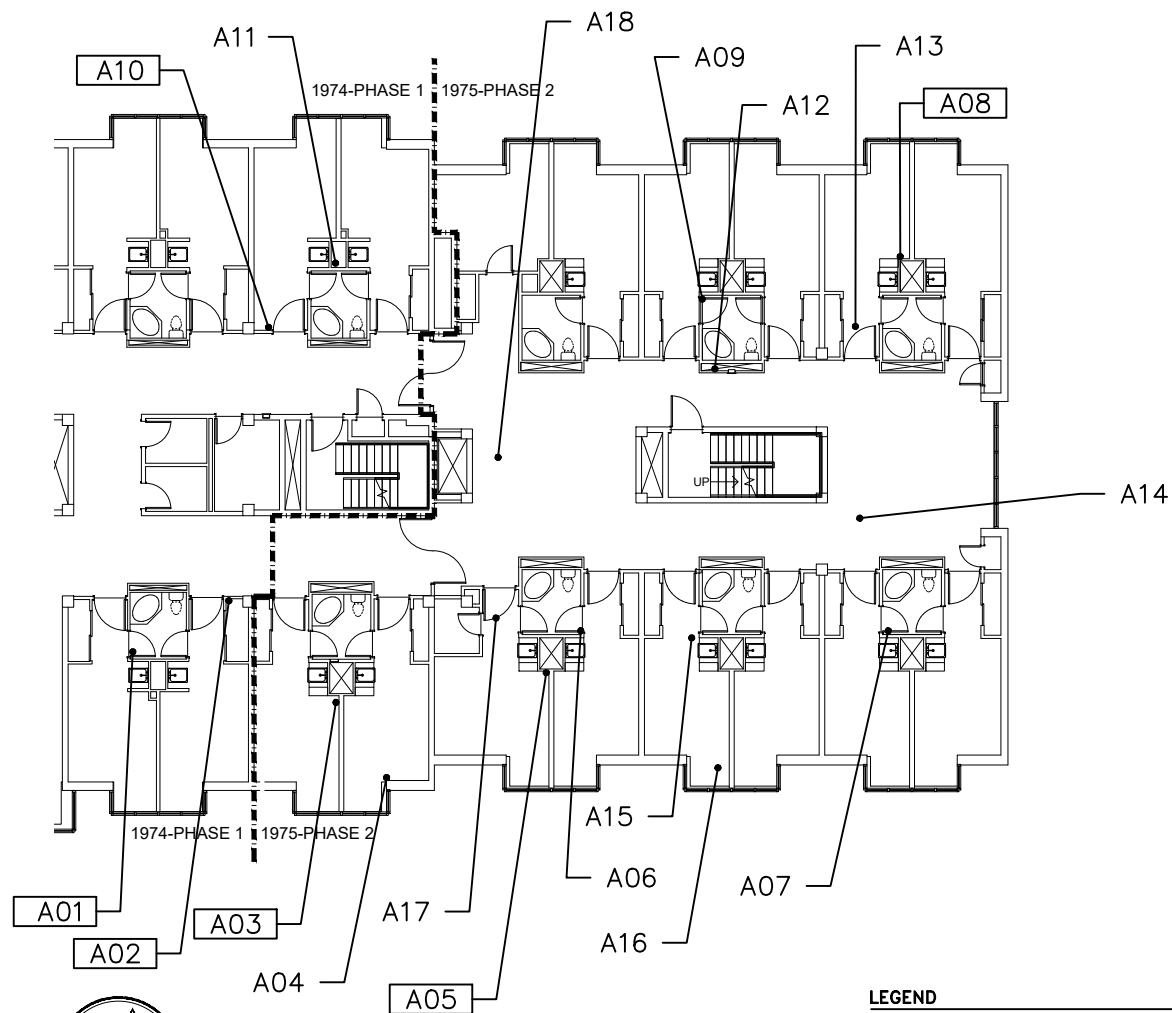 A18
A11
A13
A09
A10
1974-PHASE 1
1975-PHASE 2
A12
A08
UP
A14
1974-PHASE 1
1975-PHASE 2
A15
A06
A07
A01
A03
A17
A02
A16
A04
A05
LEGEND